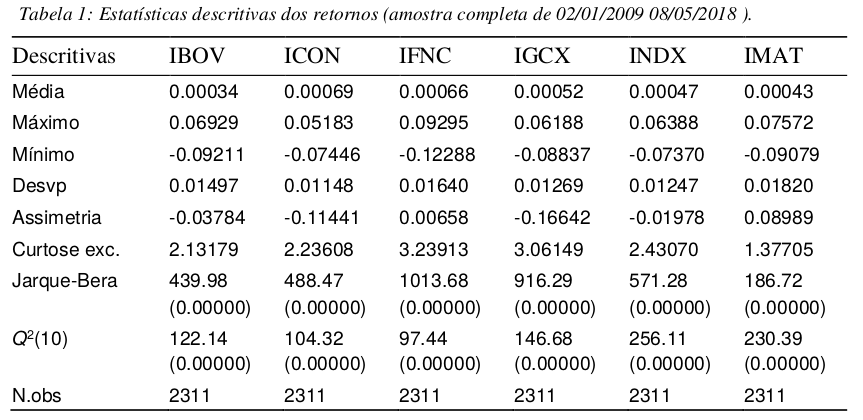 Tabela 1: Estatísticas descritivas dos retornos (amostra completa de 02/01/2009 08/05/2018 ).
Descritivas IBOV ICON IFNC IGCX INDX IMAT
Média 0.00034 0.00069 0.00066 0.00052 0.00047 0.00043
Máximo 0.06929 0.05183 0.09295 0.06188 0.06388 0.07572
Mínimo -0.09211 -0.07446 -0.12288 -0.08837 -0.07370 -0.09079
Desvp 0.01497 0.01148 0.01640 0.01269 0.01247 0.01820
Assimetria -0.03784 -0.11441 0.00658 -0.16642 -0.01978 0.08989
Curtose exc. 2.13179 2.23608 3.23913 3.06149 2.43070 1.37705
Jarque-Bera 439.98 488.47 1013.68 916.29 571.28 186.72
(0.00000) (0.00000) (0.00000) (0.00000) (0.00000) (0.00000)
Q²(10) 122.14 104.32 97.44 146.68 256.11 230.39
(0.00000) (0.00000) (0.00000) (0.00000) (0.00000) (0.00000)
N.obs 2311 2311 2311 2311 2311 2311